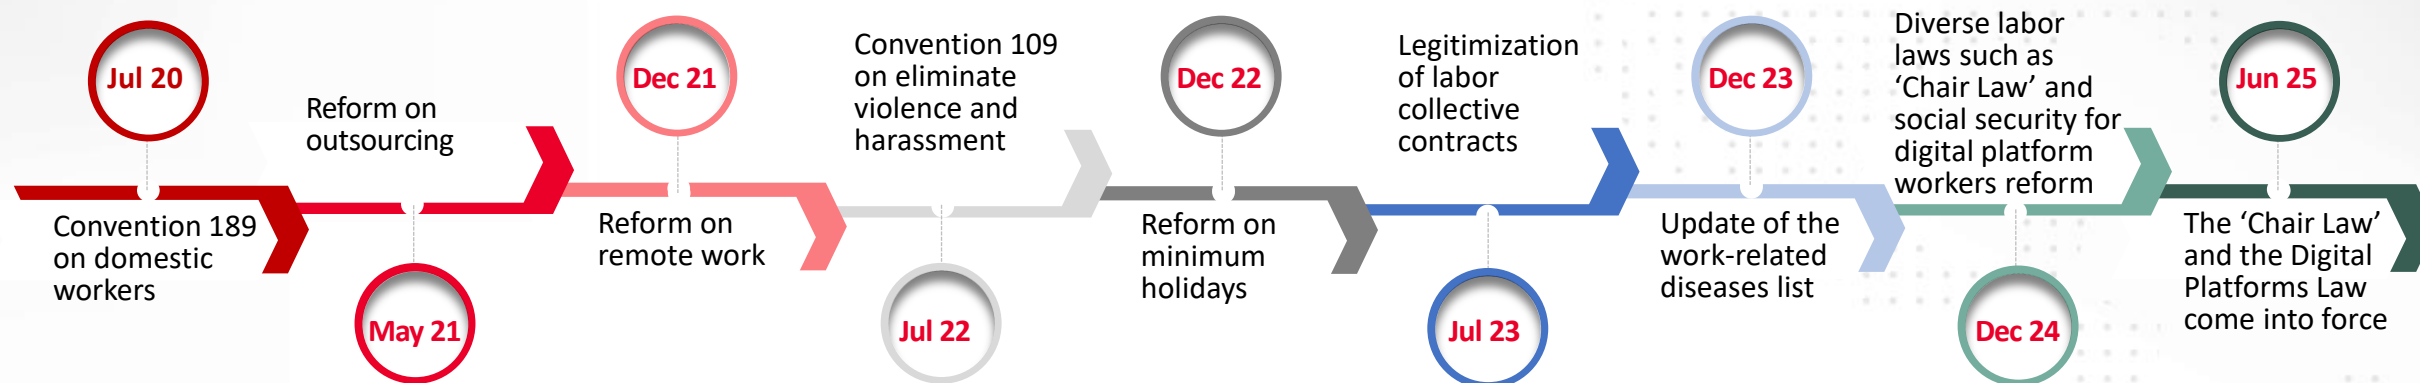 Jul 20
Convention 189
on domestic
workers
Reform on
outsourcing
May 21
Dec 21
Reform on
remote work
Convention 109
on eliminate
violence and
harassment
Jul 22
Dec 22
Reform on
minimum
holidays
Legitimization
of labor
collective
contracts
Jul 23
Dec 23
Update of the
work-related
diseases list
Diverse labor
laws such as
‘Chair Law’ and
social security for
digital platform
workers reform
Dec 24
Jun 25
The ‘Chair Law’
and the Digital
Platforms Law
come into force